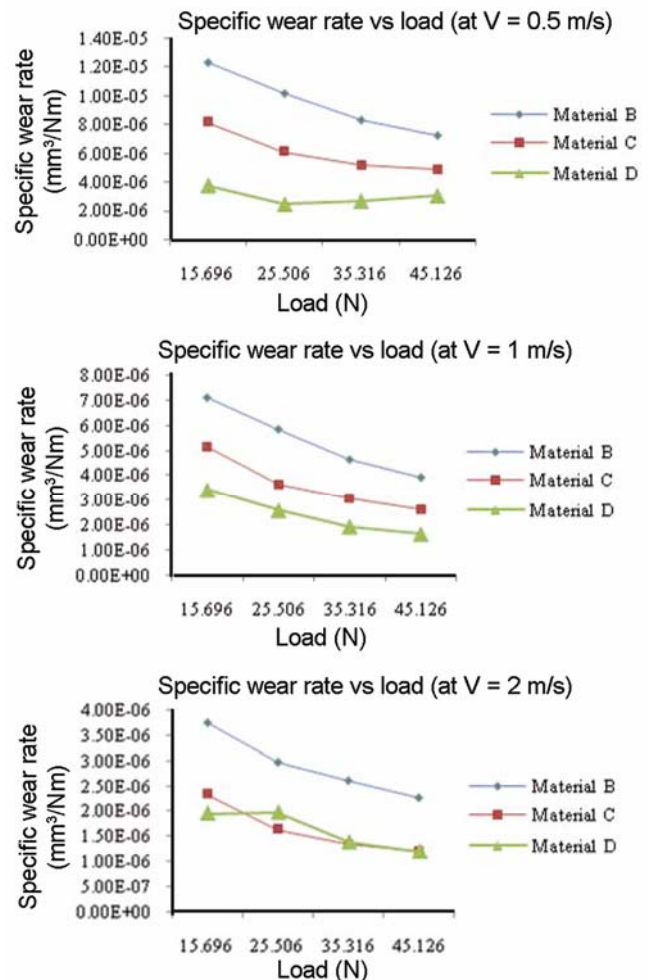 Specific wear rate vs load (at V = 0.5 m/s)
Specific wear rate
(mm³/Nm)
1.40E-05
1.20E-05
1.00E-05
8.00E-06
6.00E-06
4.00E-06
2.00E-06
0.00E+00
15.696 25.506 35.316 45.126
Load (N)
Material B
Material C
Material D
Specific wear rate vs load (at V = 1 m/s)
Specific wear rate
(mm³/Nm)
8.00E-06
7.00E-06
6.00E-06
5.00E-06
4.00E-06
3.00E-06
2.00E-06
1.00E-06
0.00E+00
15.696 25.506 35.316 45.126
Load (N)
Material B
Material C
Material D
Specific wear rate vs load (at V = 2 m/s)
Specific wear rate
(mm³/Nm)
4.00E-06
3.50E-06
3.00E-06
2.50E-06
2.00E-06
1.50E-06
1.00E-06
5.00E-07
0.00E+00
15.696 25.506 35.316 45.126
Load (N)
Material B
Material C
Material D